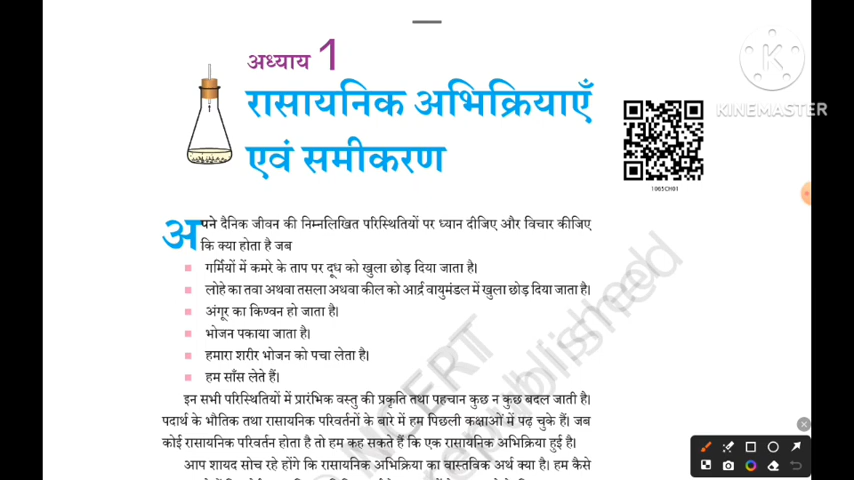 अध्याय 1
रासायनिक अभिक्रियाएँ
एवं समीकरण
K
KINEMASTER
1065CH01
अपने दैनिक जीवन की निम्नलिखित परिस्थितियों पर ध्यान दीजिए और विचार कीजिए
कि क्या होता है जब
गर्मियों में कमरे के ताप पर दूध को खुला छोड़ दिया जाता है।
लोहे का तवा अथवा तसला अथवा कील को आर्द्र वायुमंडल में खुला छोड़ दिया जाता है।
अंगूर का किण्वन हो जाता है।
भोजन पकाया जाता है।
हमारा शरीर भोजन को पचा लेता है।
हम साँस लेते हैं।
इन सभी परिस्थितियों में प्रारंभिक वस्तु की प्रकृति तथा पहचान कुछ न कुछ बदल जाती है।
पदार्थ के भौतिक तथा रासायनिक परिवर्तनों के बारे में हम पिछली कक्षाओं में पढ़ चुके हैं। जब
कोई रासायनिक परिवर्तन होता है तो हम कह सकते हैं कि एक रासायनिक अभिक्रिया हुई है।
आप शायद सोच रहे होंगे कि रासायनिक अभिक्रिया का वास्तविक अर्थ क्या है। हम कैसे
© NCERT
republished